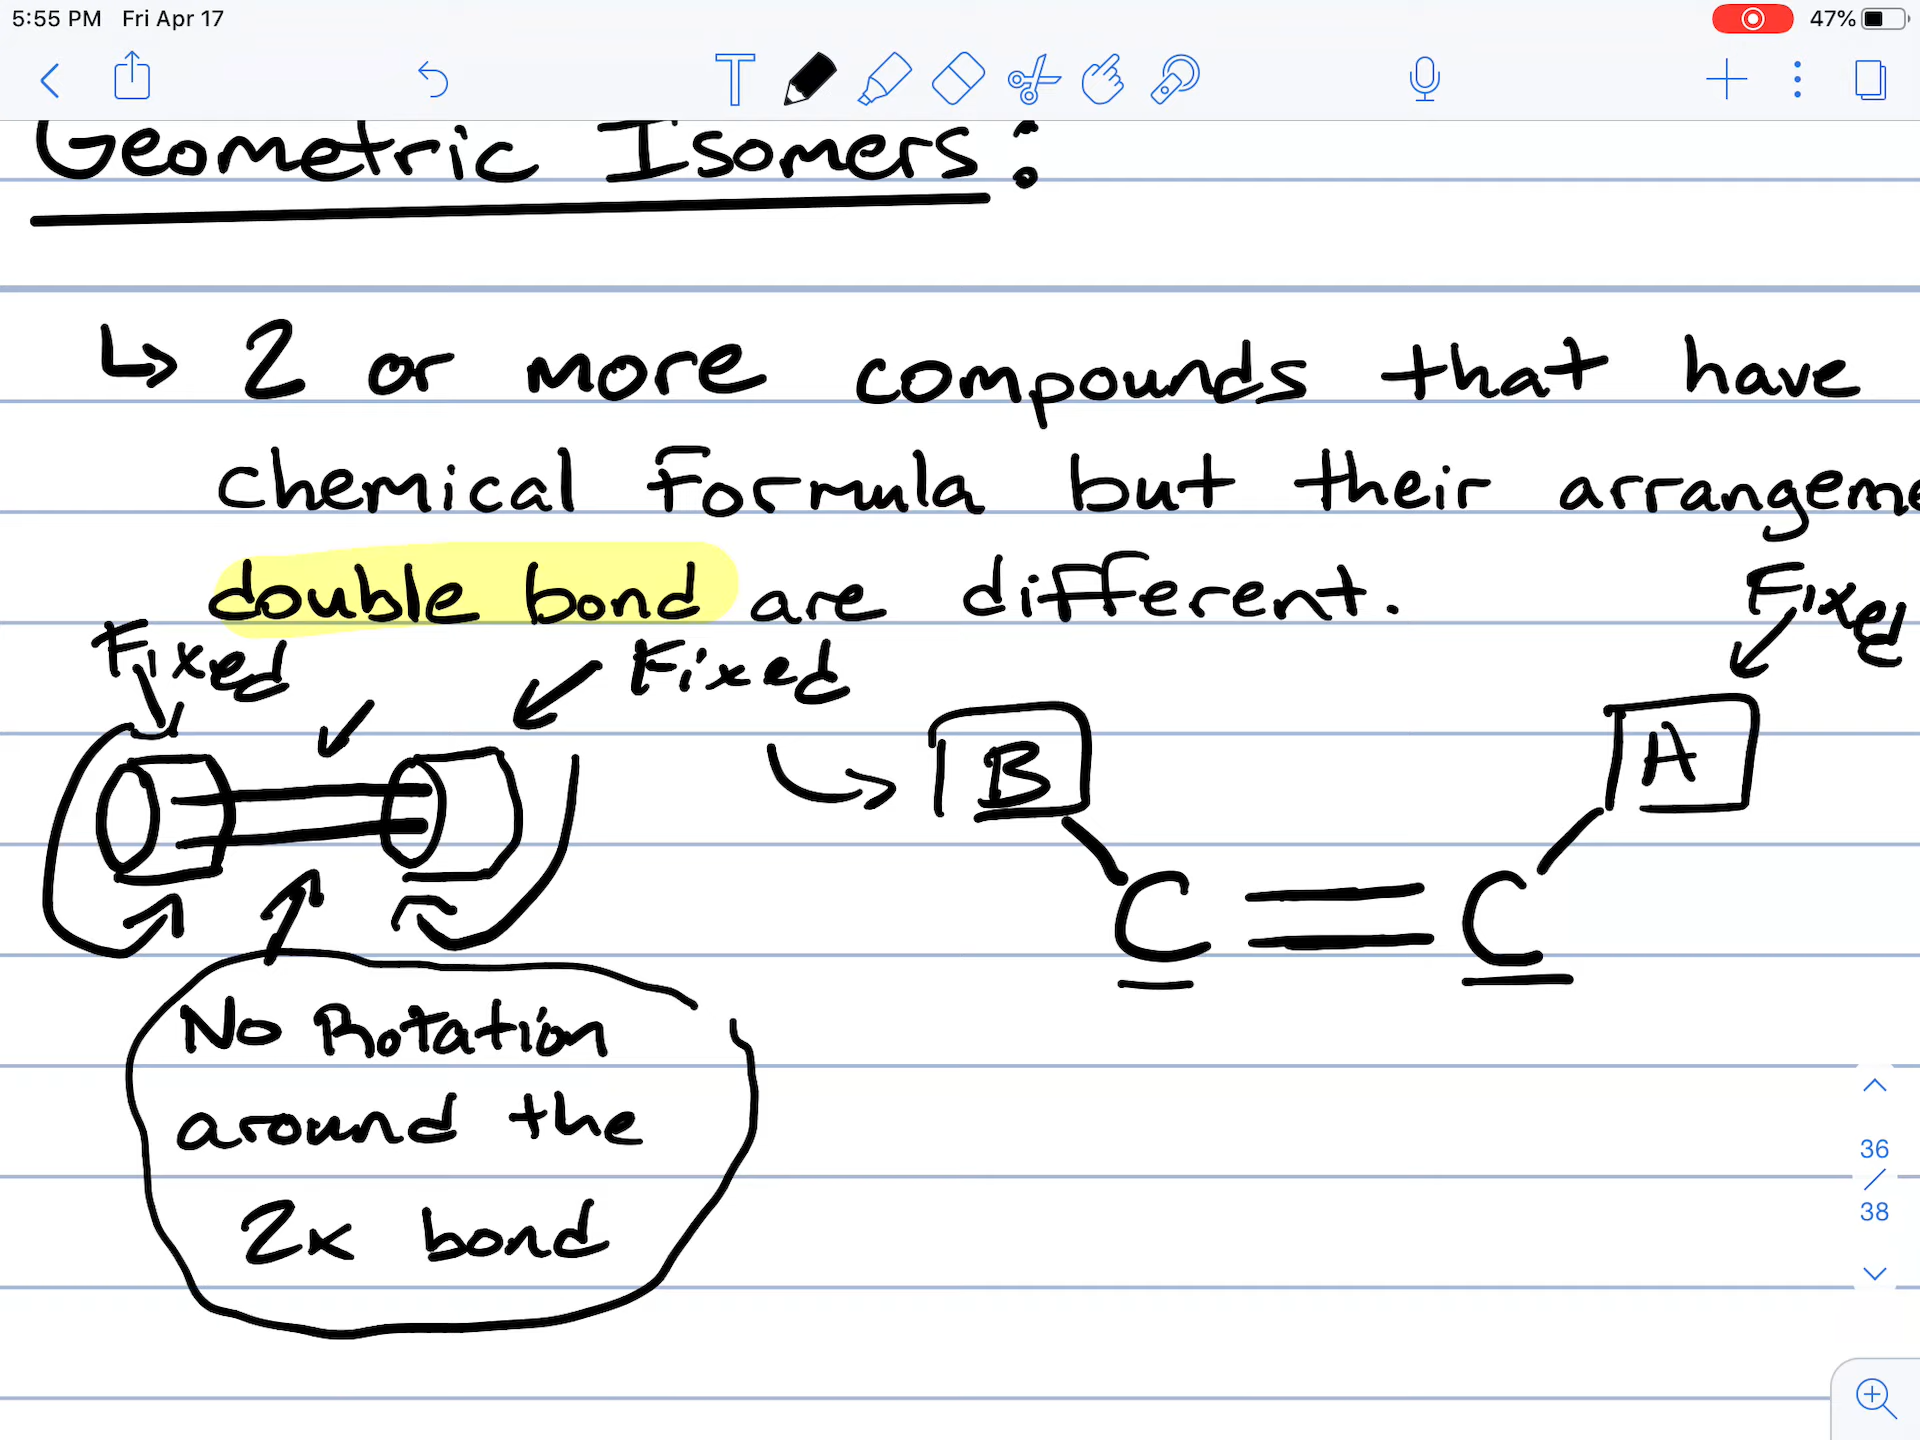 5:55 PM Fri Apr 17
47%
T
Geometric Isomers:
↳ 2 or more compounds that have
chemical formula but their arrangeme
double bond are different.
Fixed
Fixed
Fixed
B
A
C = C
No Rotation
around the
2x bond
36
/
38